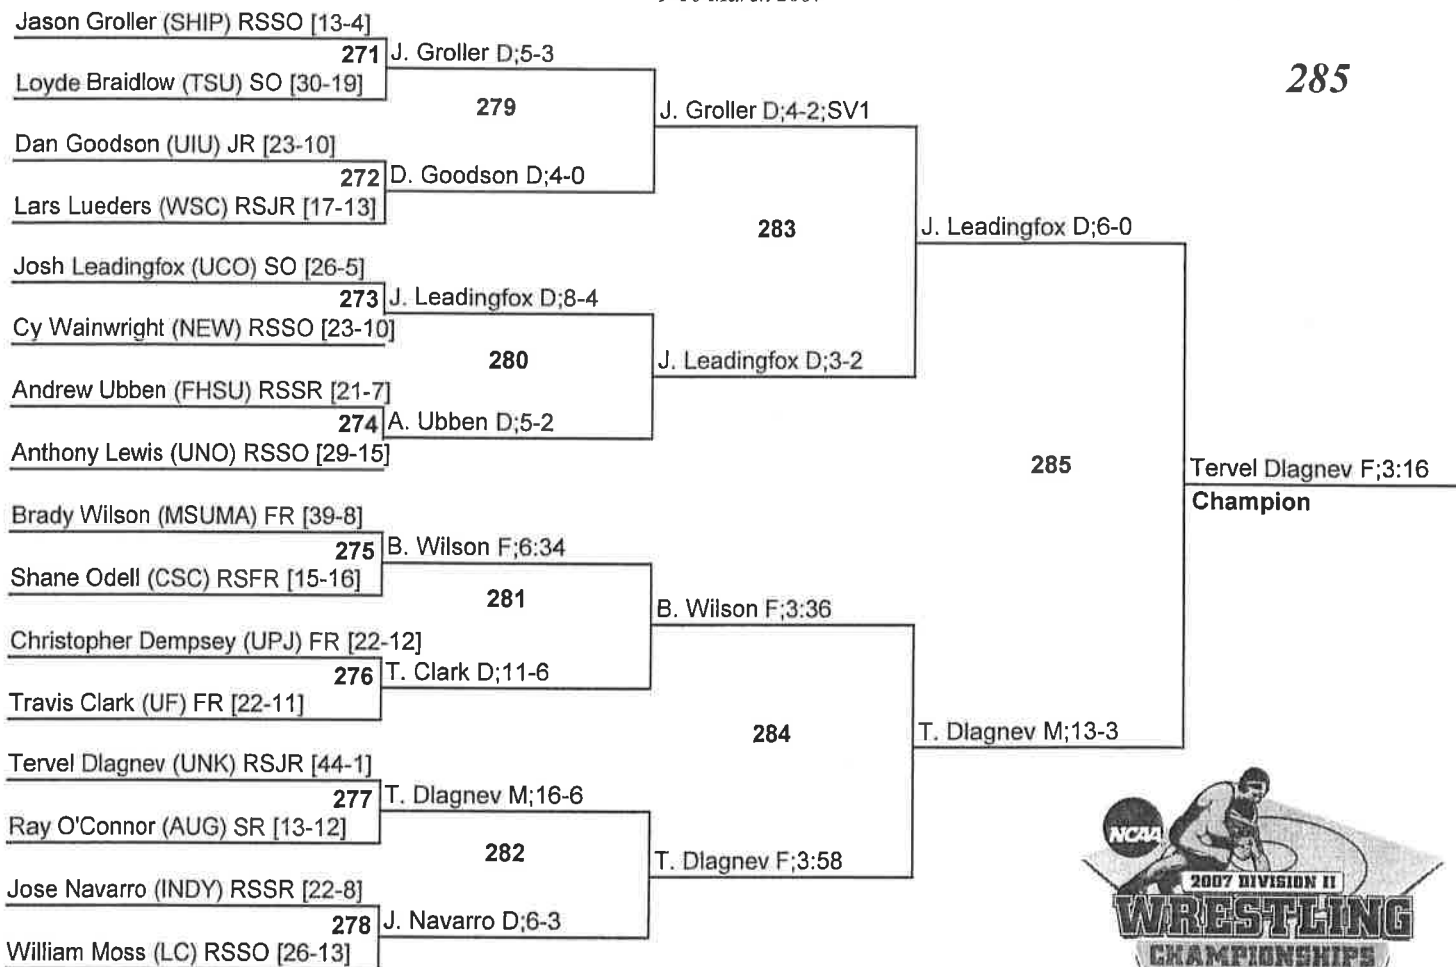 285
Jason Groller (SHIP) RSSO [13-4]
271 J. Groller D;5-3
Loyde Braidlow (TSU) SO [30-19]
279
J. Groller D;4-2;SV1
Dan Goodson (UIU) JR [23-10]
272 D. Goodson D;4-0
Lars Lueders (WSC) RSJR [17-13]
283
J. Leadingfox D;6-0
Josh Leadingfox (UCO) SO [26-5]
273 J. Leadingfox D;8-4
Cy Wainwright (NEW) RSSO [23-10]
280
J. Leadingfox D;3-2
Andrew Ubben (FHSU) RSSR [21-7]
274 A. Ubben D;5-2
Anthony Lewis (UNO) RSSO [29-15]
285
Tervel Dlagnev F;3:16
Champion
Brady Wilson (MSUMA) FR [39-8]
275 B. Wilson F;6:34
Shane Odell (CSC) RSFR [15-16]
281
B. Wilson F;3:36
Christopher Dempsey (UPJ) FR [22-12]
276 T. Clark D;11-6
Travis Clark (UF) FR [22-11]
284
T. Dlagnev M;13-3
Tervel Dlagnev (UNK) RSJR [44-1]
277 T. Dlagnev M;16-6
Ray O'Connor (AUG) SR [13-12]
282
T. Dlagnev F;3:58
Jose Navarro (INDY) RSSR [22-8]
278 J. Navarro D;6-3
William Moss (LC) RSSO [26-13]
NCAA
2007 DIVISION II
WRESTLING
CHAMPIONSHIPS